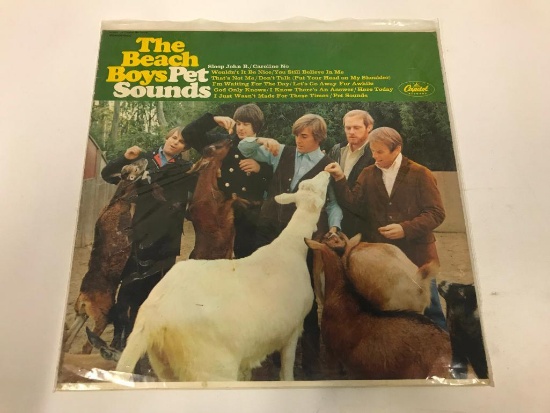 The
Beach
Boys Pet
Sounds
Sloop John B./Caroline No
Wouldn't It Be Nice/You Still Believe In Me
That's Not Me/Don't Talk (Put Your Head on My Shoulder)
I'm Waiting For The Day/Let's Go Away For Awhile
God Only Knows/I Know There's An Answer/Here Today
I Just Wasn't Made For These Times/Pet Sounds
Capitol